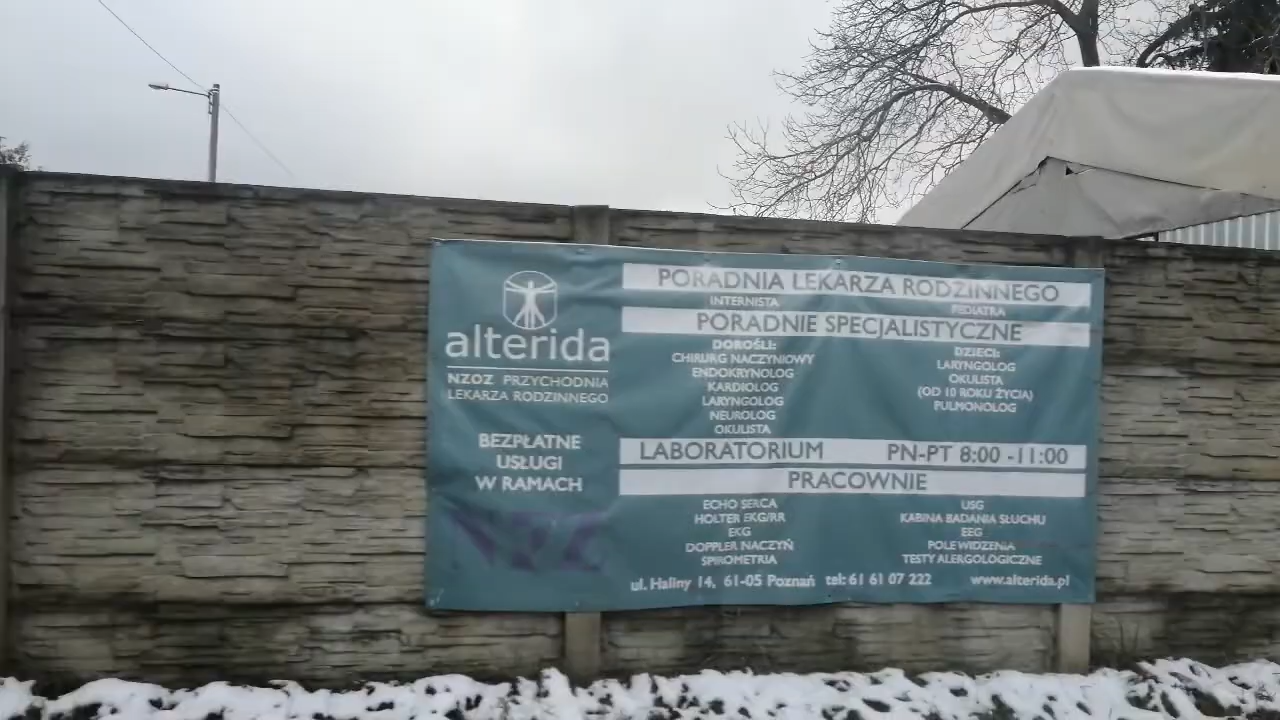 alterida
NZOZ PRZYCHODNIA
LEKARZA RODZINNEGO
BEZPŁATNE
USŁUGI
W RAMACH
PORADNIA LEKARZA RODZINNEGO
INTERNISTA
PEDIATRA
PORADNIE SPECJALISTYCZNE
DOROŚLI:
CHIRURG NACZYNIOWY
ENDOKRYNOLOG
KARDIOLOG
LARYNGOLOG
NEUROLOG
OKULISTA
DZIECI:
LARYNGOLOG
OKULISTA
(OD 10 ROKU ŻYCIA)
PULMONOLOG
LABORATORIUM PN-PT 8:00 -11:00
PRACOWNIE
ECHO SERCA
HOLTER EKG/RR
EKG
DOPPLER NACZYŃ
SPIROMETRIA
USG
KABINA BADANIA SŁUCHU
EEG
POLE WIDZENIA
TESTY ALERGOLOGICZNE
ul. Haliny 14, 61-05 Poznań tel: 61 61 07 222 www.alterida.pl